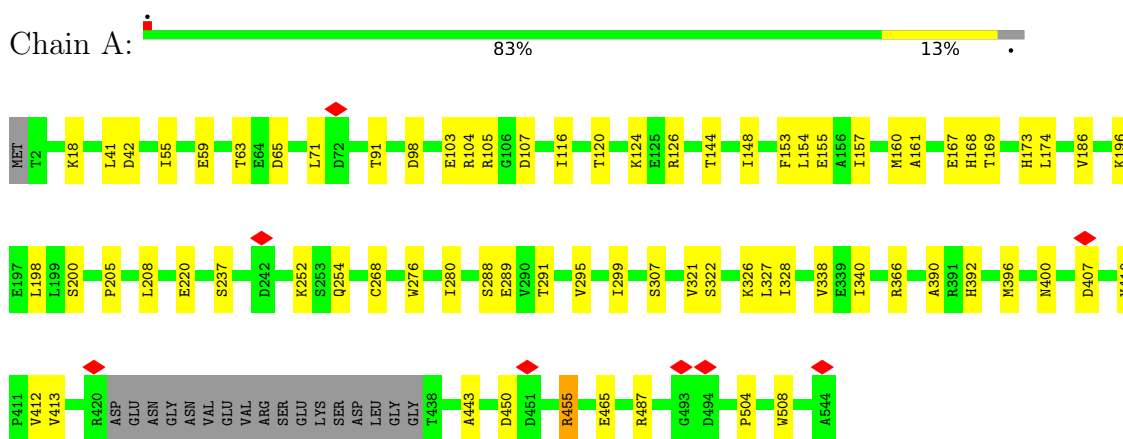 •
Chain A:
83% 13% •
MET T2 K18 L41 D42 I55 E59 T63 E64 D65 L71 D72 T91 D98 E103 R104 R105 G106 D107 I116 T120 K124 E125 R126 T144 I148 F153 L154 E155 A156 I157 M160 A161 E167 H168 T169 H173 L174 V186 K196
E197 L198 L199 S200 P205 L208 E220 S237 D242 K252 S253 Q254 C268 W276 I280 S288 E289 V290 T291 V295 I299 S307 V321 S322 K326 L327 I328 V338 E339 I340 R366 A390 R391 H392 M396 N400 D407
P411 V412 V413 R420 ASP GLU ASN GLY ASN VAL GLU VAL ARG SER GLU LYS SER ASP LEU GLY GLY T438 A443 D450 D451 R455 E465 R487 G493 D494 P504 W508 A544